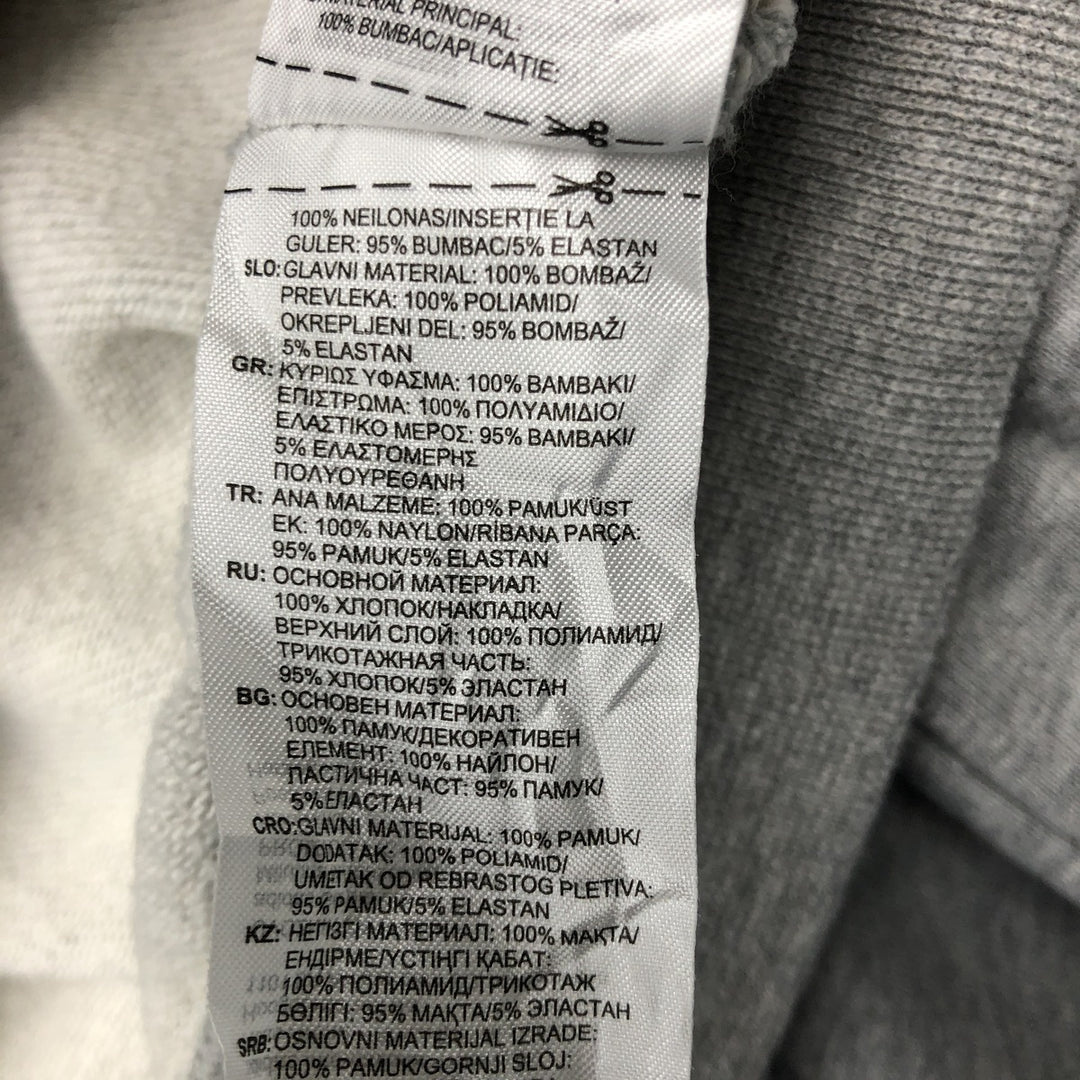 MATERIAL PRINCIPAL:
100% BUMBAC/APLICAȚIE:
100% NEILONAS/INSERȚIE LA
GULER: 95% BUMBAC/5% ELASTAN
SLO: GLAVNI MATERIAL: 100% BOMBAŽ/
PREVLEKA: 100% POLIAMID/
OKREPLJENI DEL: 95% BOMBAŽ/
5% ELASTAN
GR: ΚΥΡΙΩΣ ΥΦΑΣΜΑ: 100% ΒΑΜΒΑΚΙ/
ΕΠΙΣΤΡΩΜΑ: 100% ΠΟΛΥΑΜΙΔΙΟ/
ΕΛΑΣΤΙΚΟ ΜΕΡΟΣ: 95% ΒΑΜΒΑΚΙ/
5% ΕΛΑΣΤΟΜΕΡΗΣ
ΠΟΛΥΟΥΡΕΘΑΝΗ
TR: ANA MALZEME: 100% PAMUK/ÜST
EK: 100% NAYLON/RİBANA PARÇA:
95% PAMUK/5% ELASTAN
RU: ОСНОВНОЙ МАТЕРИАЛ:
100% ХЛОПОК/НАКЛАДКА/
ВЕРХНИЙ СЛОЙ: 100% ПОЛИАМИД/
ТРИКОТАЖНАЯ ЧАСТЬ:
95% ХЛОПОК/5% ЭЛАСТАН
BG: ОСНОВЕН МАТЕРИАЛ:
100% ПАМУК/ДЕКОРАТИВЕН
ЕЛЕМЕНТ: 100% НАЙЛОН/
ЛАСТИЧНА ЧАСТ: 95% ПАМУК/
5% ЕЛАСТАН
CRO: GLAVNI MATERIJAL: 100% PAMUK/
DODATAK: 100% POLIAMID/
UMETAK OD REBRASTOG PLETIVA:
95% PAMUK/5% ELASTAN
KZ: НЕГІЗГІ МАТЕРИАЛ: 100% МАҚТА/
ЕНДІРМЕ/ҮСТІҢГІ ҚАБАТ:
100% ПОЛИАМИД/ТРИКОТАЖ
БӨЛІГІ: 95% МАҚТА/5% ЭЛАСТАН
SRB: OSNOVNI MATERIJAL IZRADE:
100% PAMUK/GORNJI SLOJ: